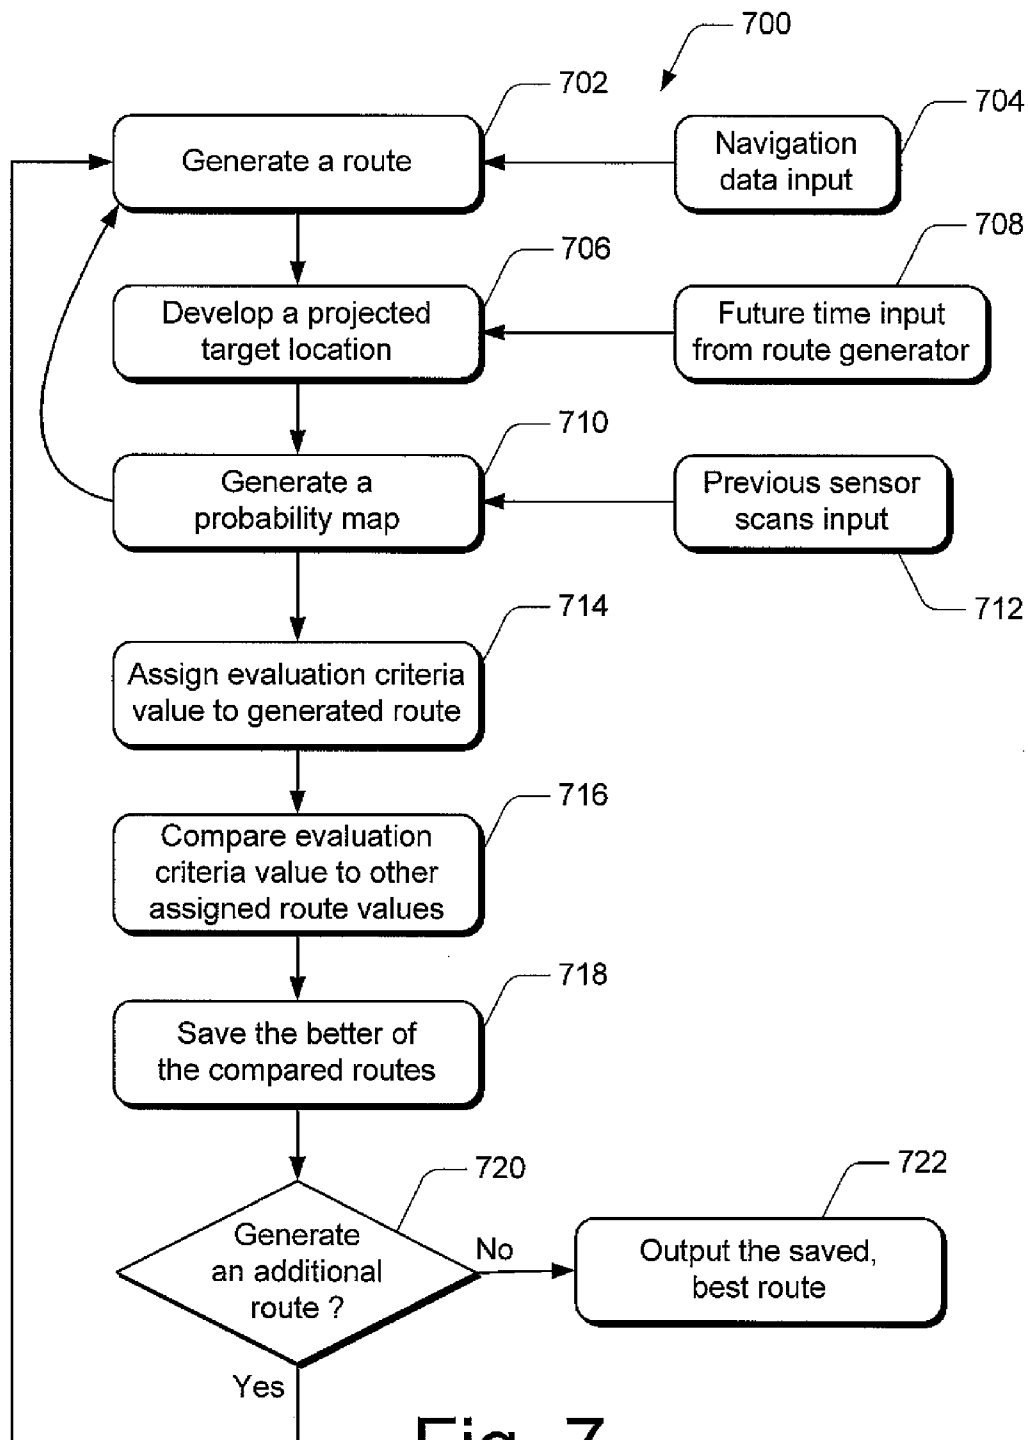 700
702
704
Generate a route
Navigation
data input
706
708
Develop a projected
target location
Future time input
from route generator
710
Generate a
probability map
Previous sensor
scans input
712
714
Assign evaluation criteria
value to generated route
716
Compare evaluation
criteria value to other
assigned route values
718
Save the better of
the compared routes
720
722
Generate
an additional
route ?
No
Output the saved,
best route
Yes
Fig. 7